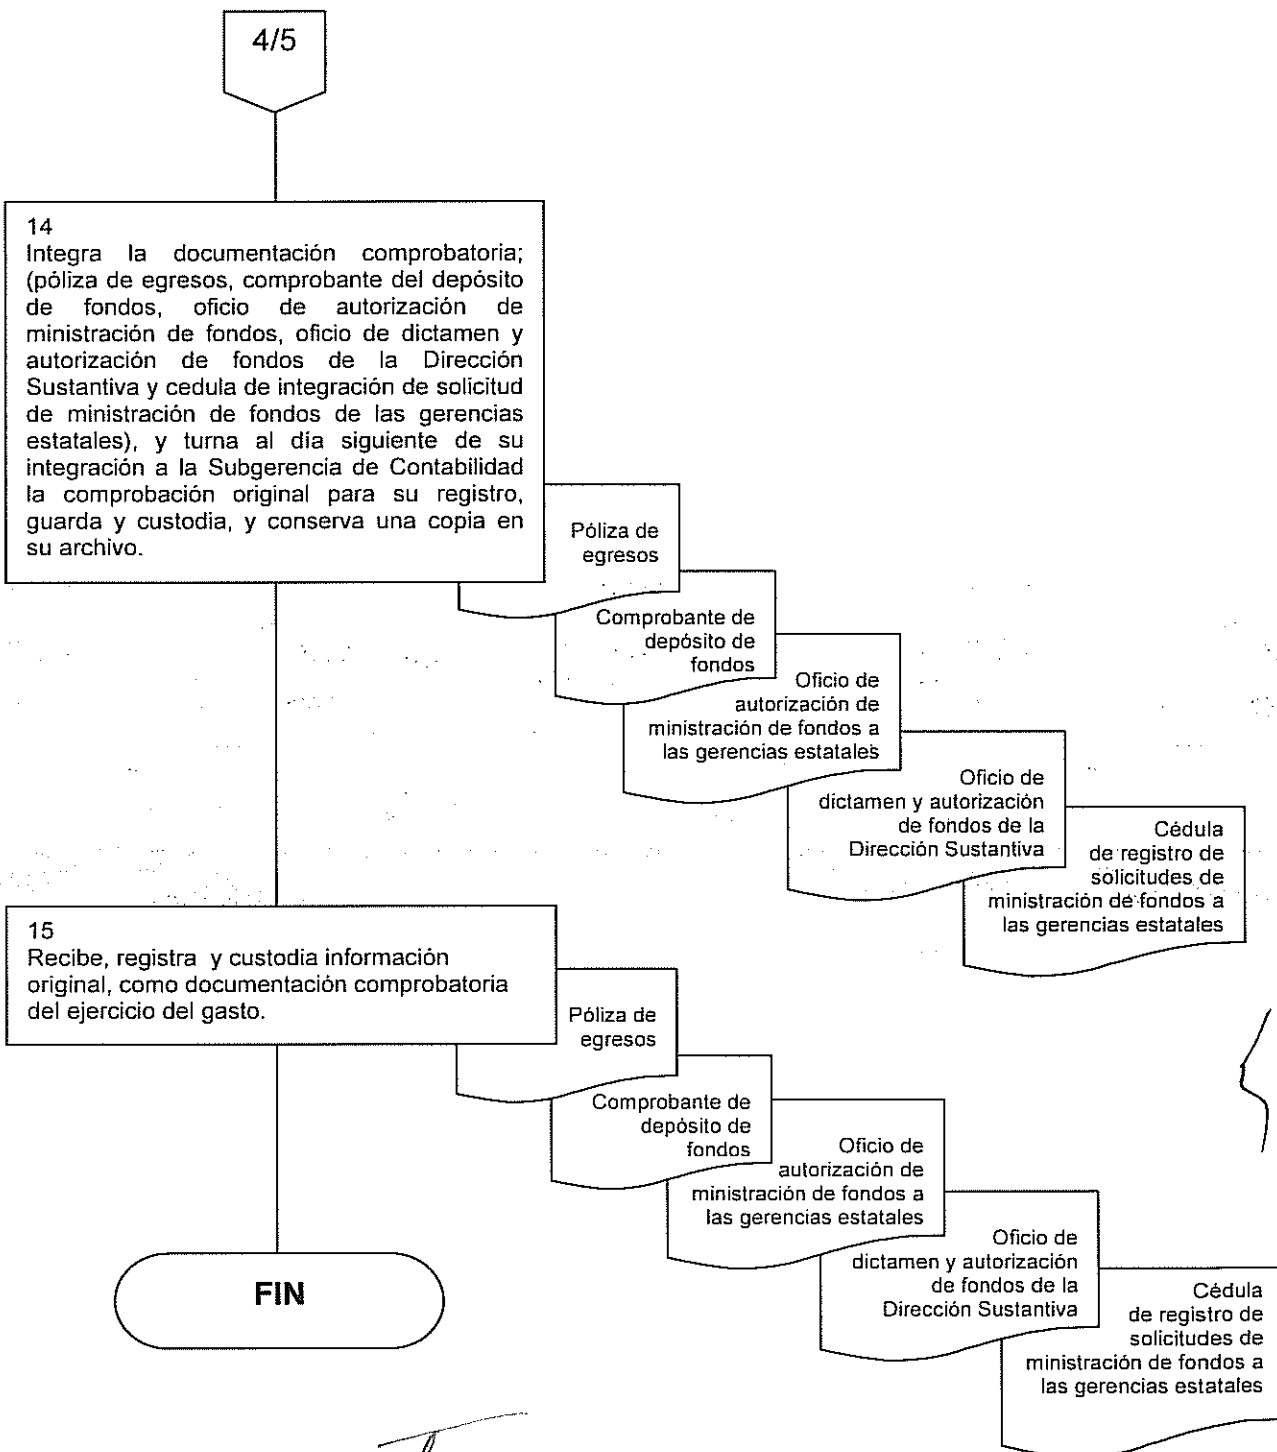 4/5
14
Integra la documentación comprobatoria;
(póliza de egresos, comprobante del depósito
de fondos, oficio de autorización de
ministración de fondos, oficio de dictamen y
autorización de fondos de la Dirección
Sustantiva y cedula de integración de solicitud
de ministración de fondos de las gerencias
estatales), y turna al día siguiente de su
integración a la Subgerencia de Contabilidad
la comprobación original para su registro,
guarda y custodia, y conserva una copia en
su archivo.
Póliza de
egresos
Comprobante de
depósito de
fondos
Oficio de
autorización de
ministración de fondos a
las gerencias estatales
Oficio de
dictamen y autorización
de fondos de la
Dirección Sustantiva
Cédula
de registro de
solicitudes de
ministración de fondos a
las gerencias estatales
15
Recibe, registra y custodia información
original, como documentación comprobatoria
del ejercicio del gasto.
Póliza de
egresos
Comprobante de
depósito de
fondos
Oficio de
autorización de
ministración de fondos a
las gerencias estatales
Oficio de
dictamen y autorización
de fondos de la
Dirección Sustantiva
Cédula
de registro de
solicitudes de
ministración de fondos a
las gerencias estatales
FIN